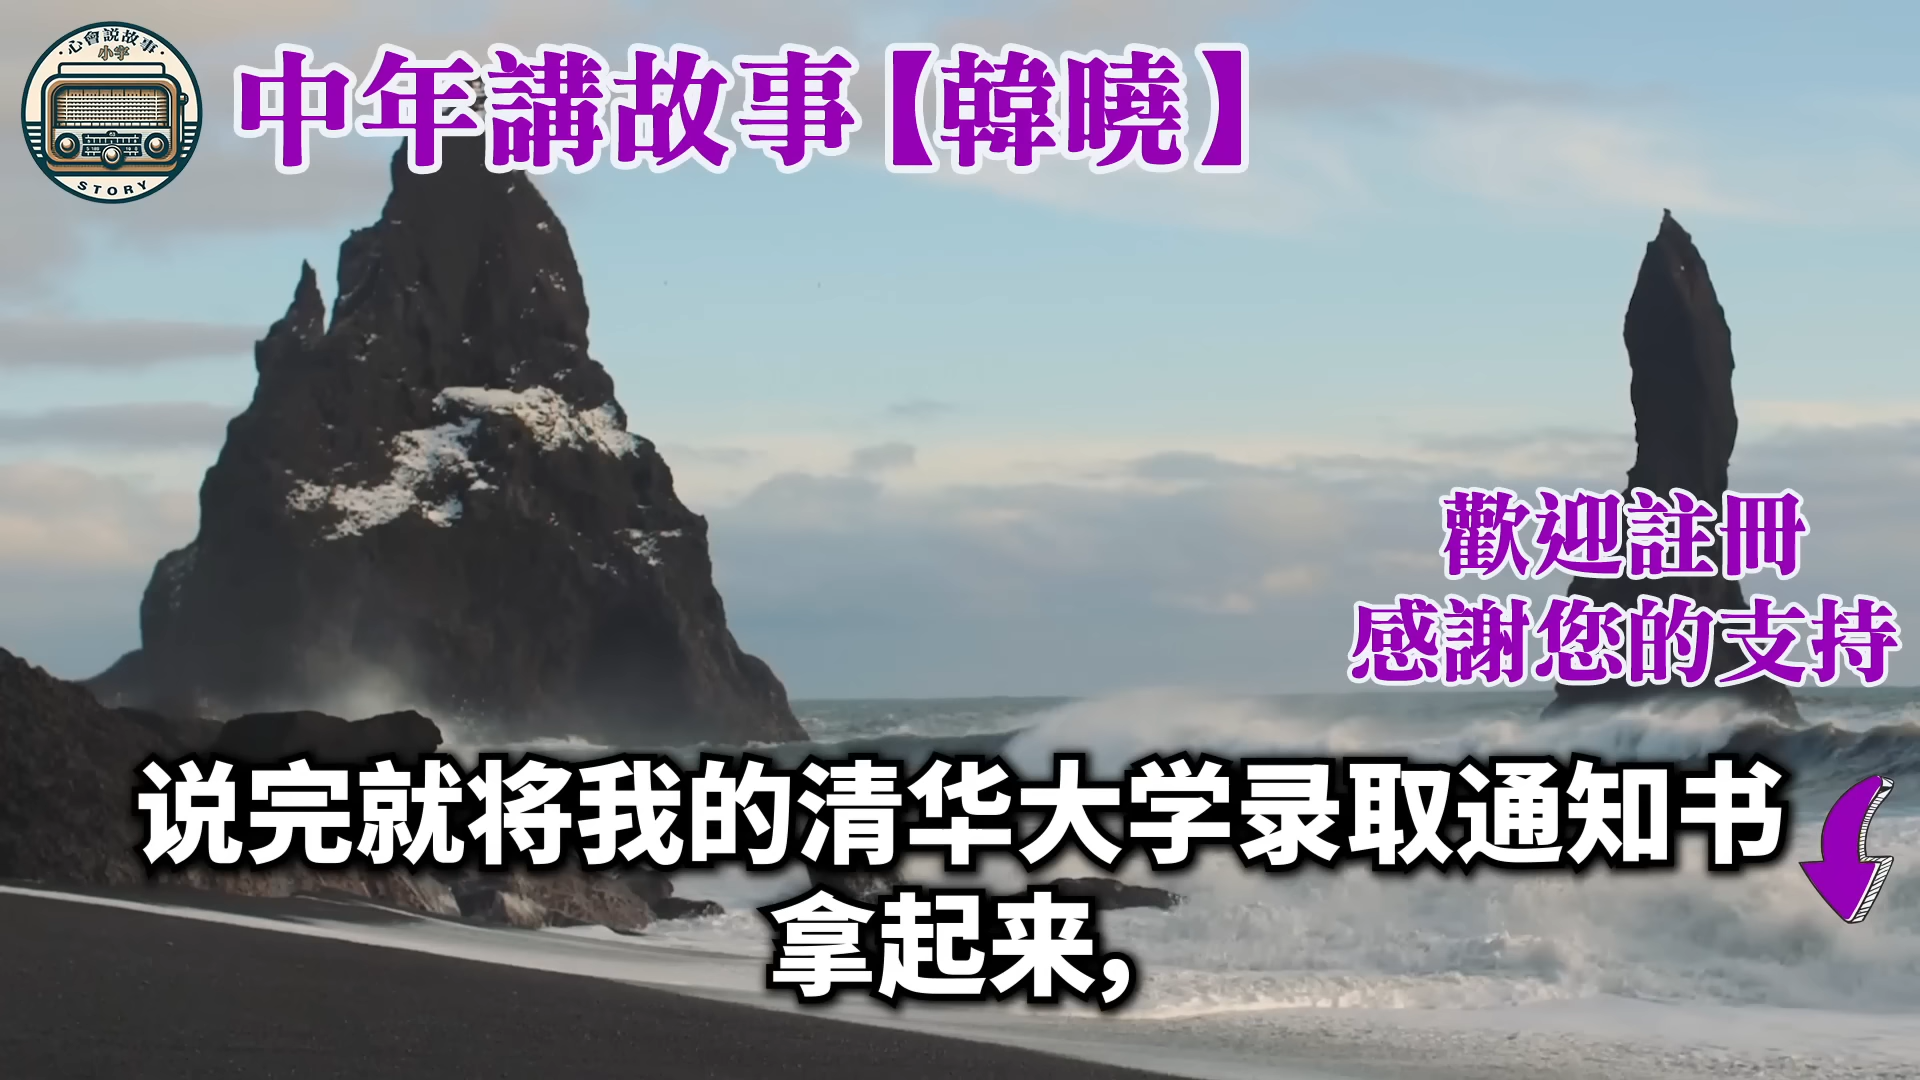 心會説故事
小宇
STORY
中年講故事【韓曉】
歡迎註冊
感謝您的支持
说完就将我的清华大学录取通知书
拿起来,